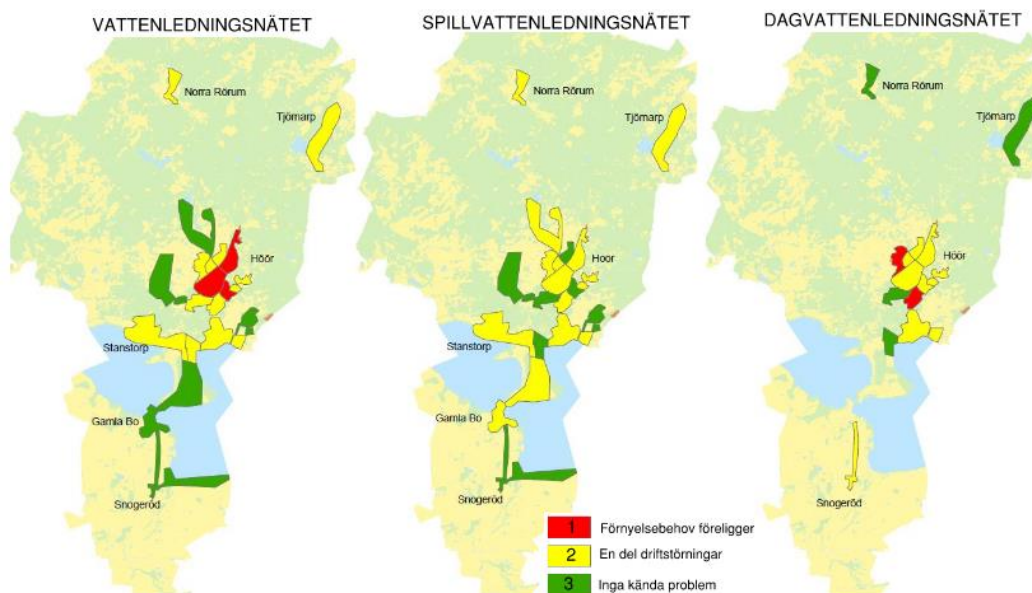 VATTENLEDNINGSNÄTET
SPILLVATTENLEDNINGSNÄTET
DAGVATTENLEDNINGSNÄTET
Norra Rörum
Tjörnarp
Höör
Stanstorp
Gamla Bo
Snogeröd
Norra Rörum
Tjörnarp
Höör
Stanstorp
Gamla Bo
Snogeröd
Norra Rörum
Tjörnarp
Höör
Snogeröd
1 Förnyelsebehov föreligger
2 En del driftstörningar
3 Inga kända problem